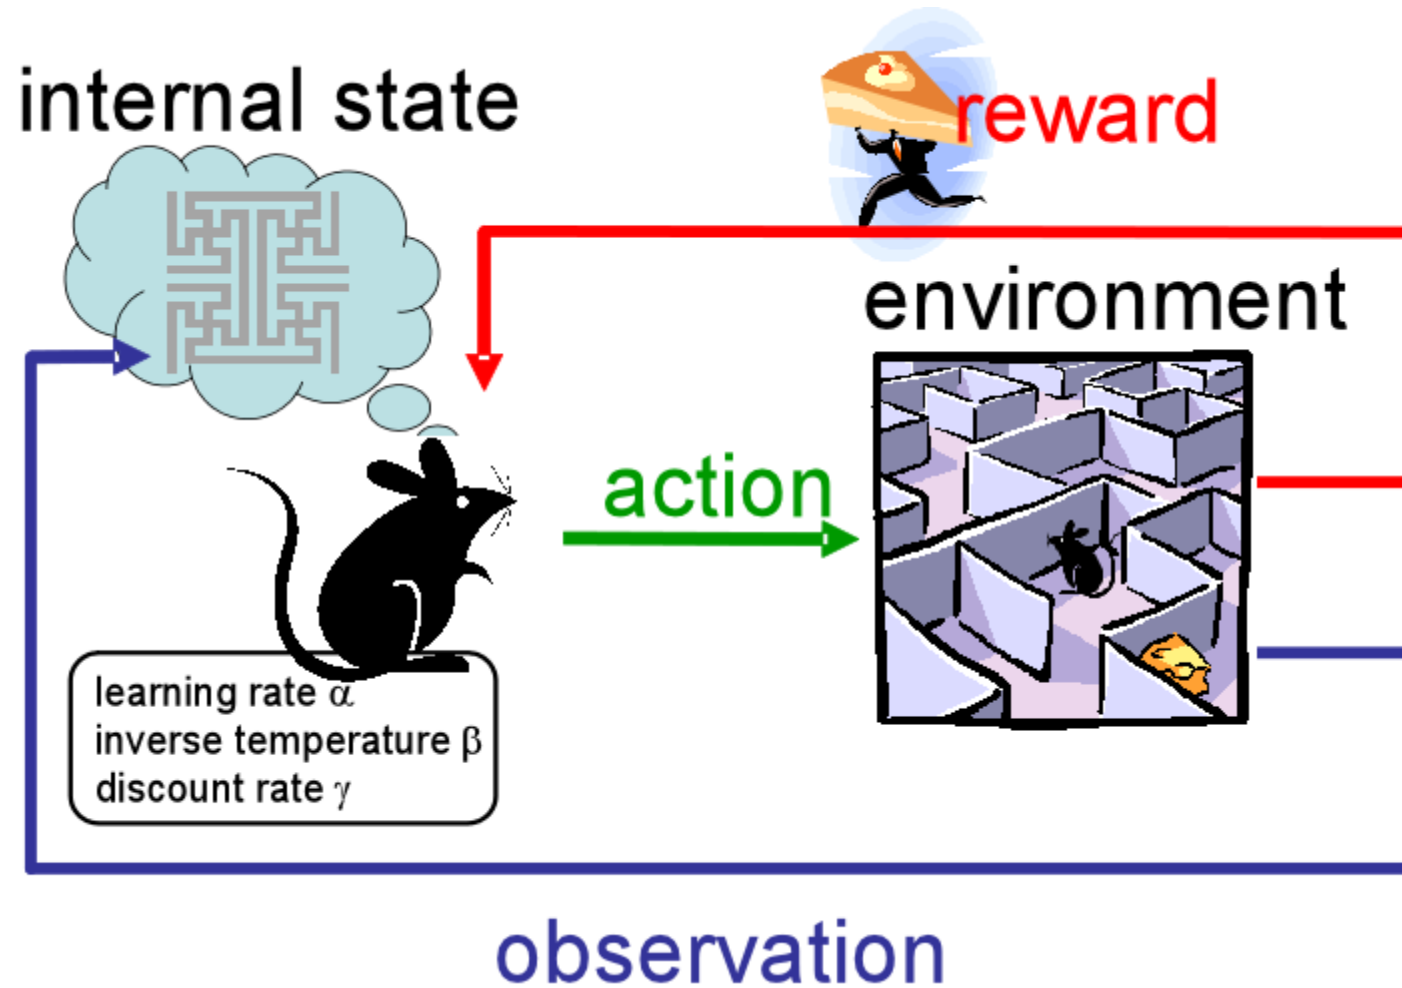 internal state
reward
environment
action
learning rate α
inverse temperature β
discount rate γ
observation